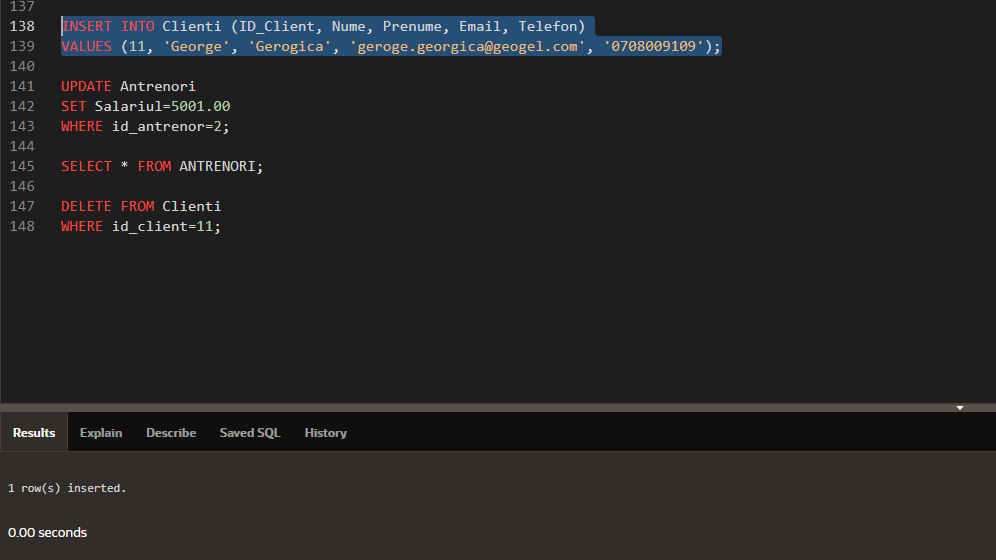 137
138 INSERT INTO Clienti (ID_Client, Nume, Prenume, Email, Telefon)
139 VALUES (11, 'George', 'Gerogica', 'geroge.georgica@geogel.com', '0708009109');
140
141 UPDATE Antrenori
142 SET Salariul=5001.00
143 WHERE id_antrenor=2;
144
145 SELECT * FROM ANTRENORI;
146
147 DELETE FROM Clienti
148 WHERE id_client=11;
Results Explain Describe Saved SQL History
1 row(s) inserted.
0.00 seconds